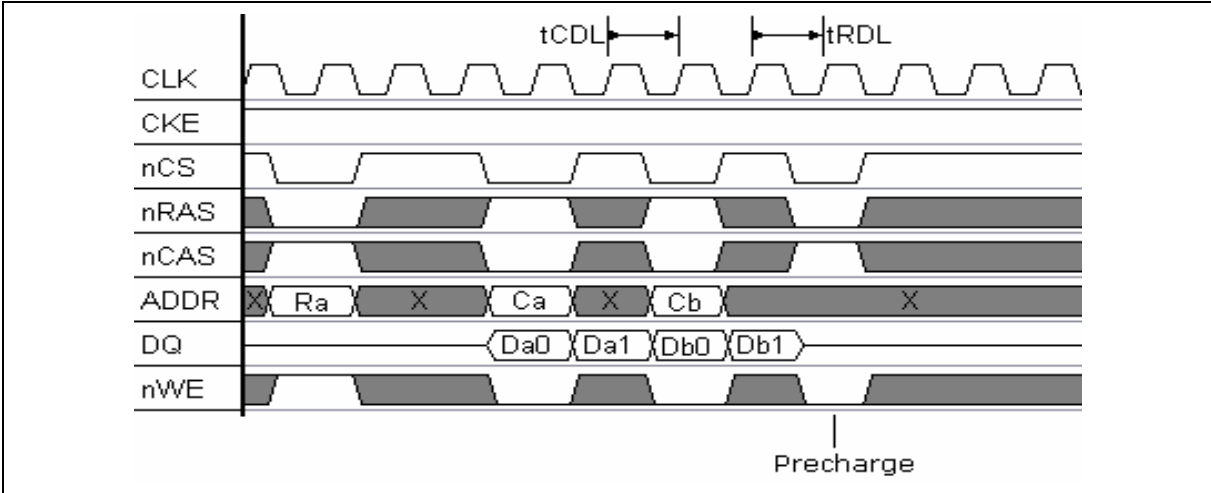 tCDL tRDL
CLK
CKE
nCS
nRAS
nCAS
ADDR X Ra X Ca X Cb X
DQ Da0 Da1 Db0 Db1
nWE
Precharge